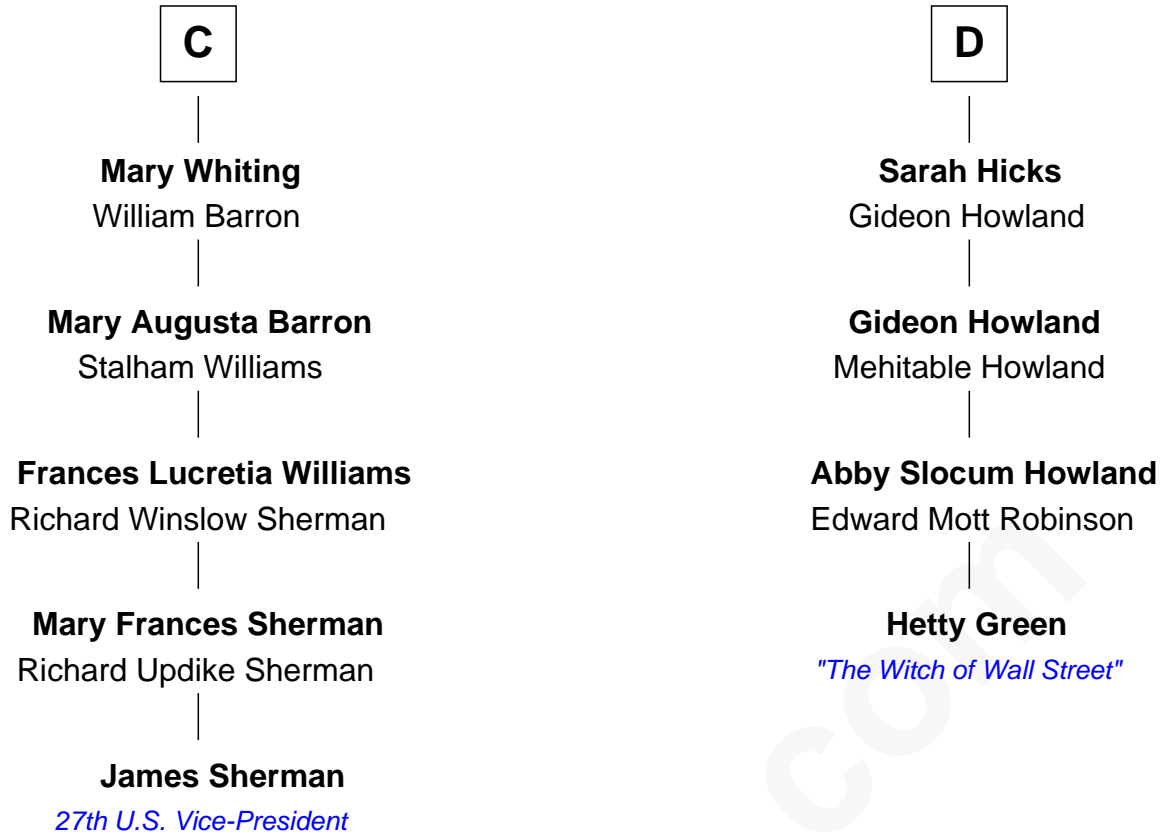 C
Mary Whiting
William Barron
Mary Augusta Barron
Stalham Williams
Frances Lucretia Williams
Richard Winslow Sherman
Mary Frances Sherman
Richard Updike Sherman
James Sherman
27th U.S. Vice-President
D
Sarah Hicks
Gideon Howland
Gideon Howland
Mehitable Howland
Abby Slocum Howland
Edward Mott Robinson
Hetty Green
"The Witch of Wall Street"
com